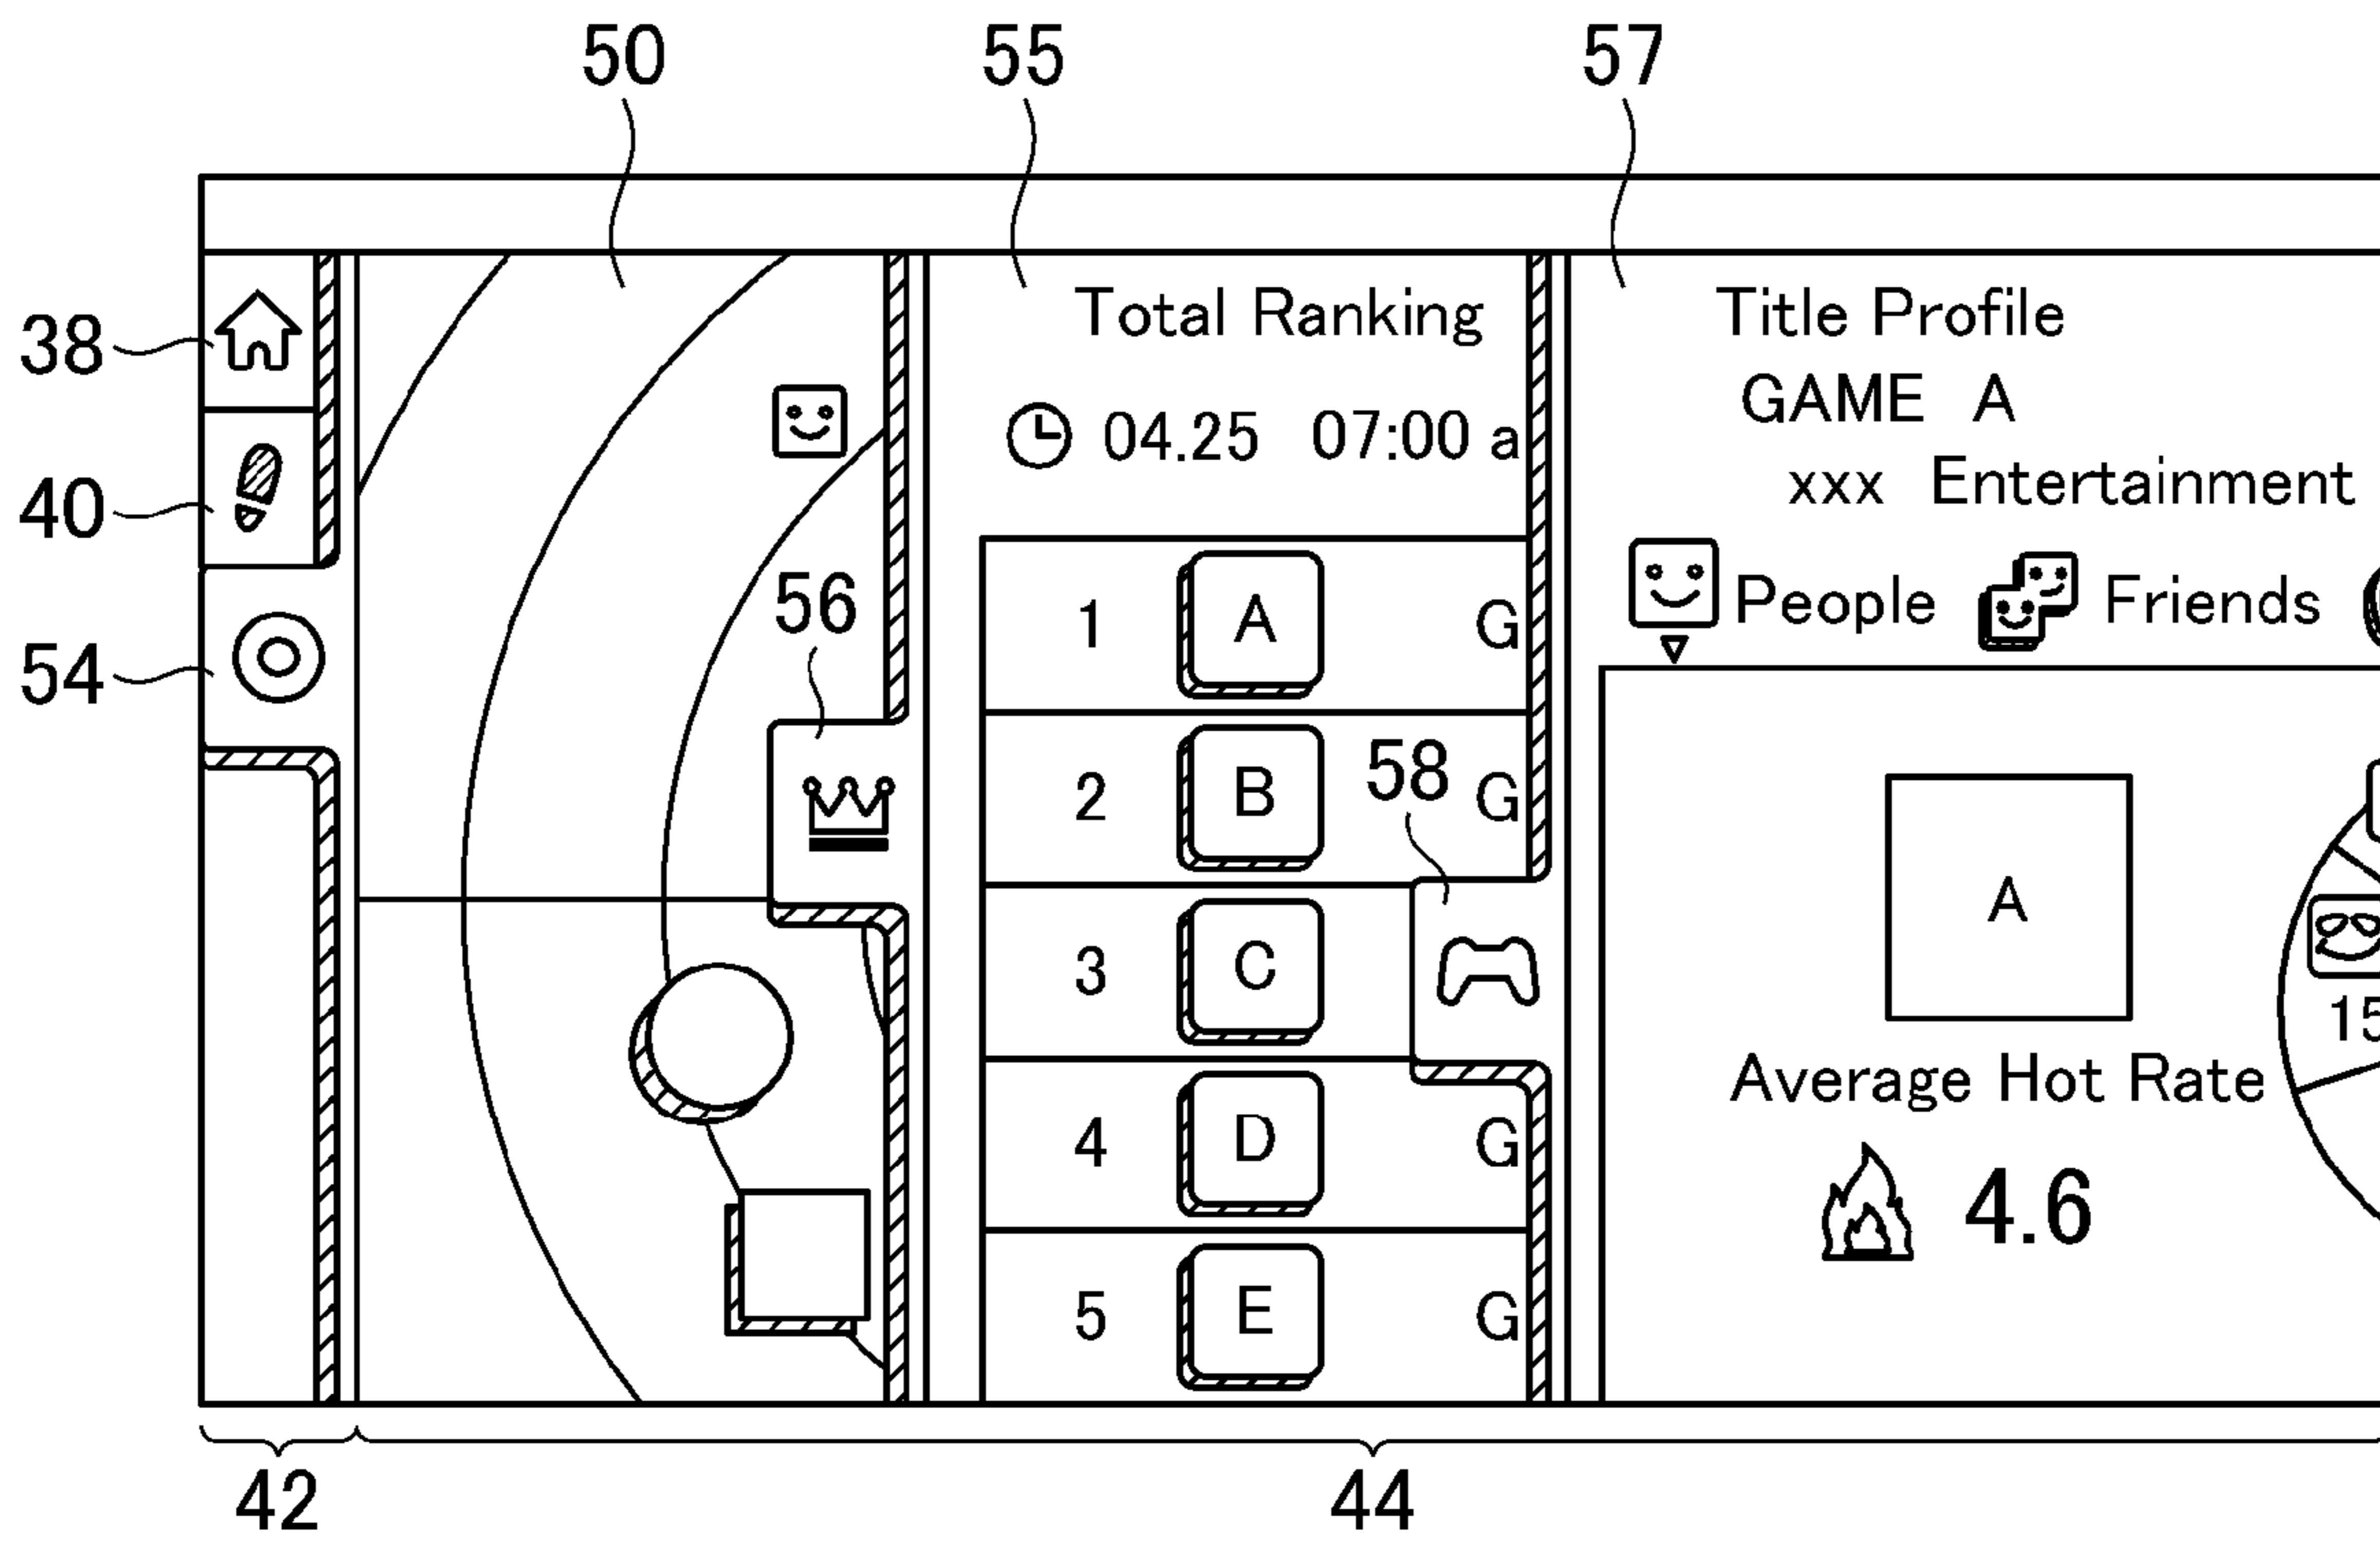 50
55
57
38
40
54
Total Ranking
04.25 07:00 a
56
1 A G
2 B G
58
3 C
4 D G
5 E G
Title Profile
GAME A
xxx Entertainment
People Friends
A
15
Average Hot Rate
4.6
42
44